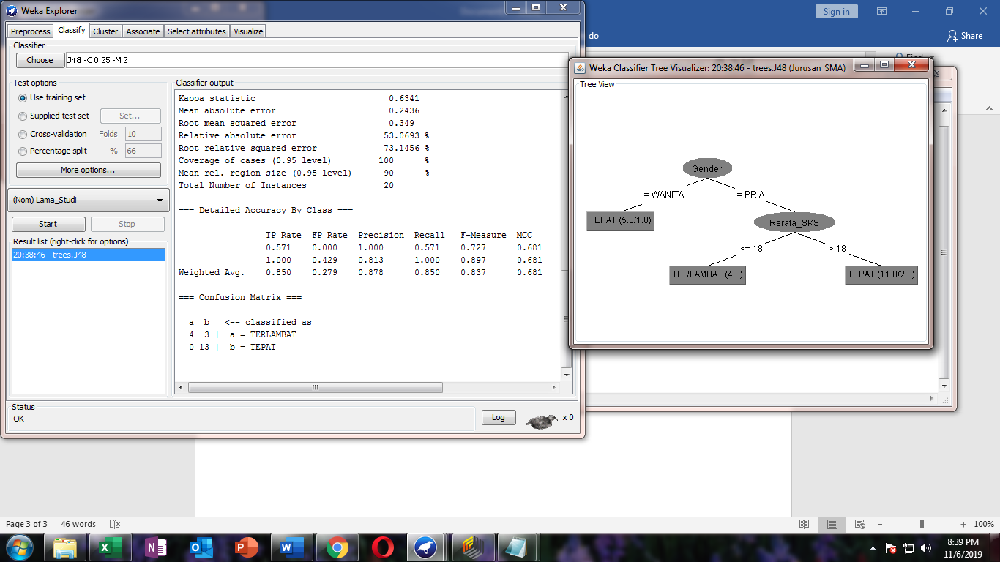 Weka Explorer
Preprocess Classify Cluster Associate Select attributes Visualize
Classifier
Choose J48 -C 0.25 -M 2
Test options
Use training set
Supplied test set Set...
Cross-validation Folds 10
Percentage split % 66
More options...
(Nom) Lama_Studi
Start Stop
Result list (right-click for options)
20:38:46 - trees.J48
Classifier output
Kappa statistic 0.6341
Mean absolute error 0.2436
Root mean squared error 0.349
Relative absolute error 53.0693 %
Root relative squared error 73.1456 %
Coverage of cases (0.95 level) 100 %
Mean rel. region size (0.95 level) 90 %
Total Number of Instances 20
=== Detailed Accuracy By Class ===
TP Rate FP Rate Precision Recall F-Measure MCC
0.571 0.000 1.000 0.571 0.727 0.681
1.000 0.429 0.813 1.000 0.897 0.681
Weighted Avg. 0.850 0.279 0.878 0.850 0.837 0.681
=== Confusion Matrix ===
a b <-- classified as
4 3 | a = TERLAMBAT
0 13 | b = TEPAT
Status
OK
Log
x 0
Sign in
do
Share
Find
Weka Classifier Tree Visualizer: 20:38:46 - trees.J48 (Jurusan_SMA)
Tree View
Gender
= WANITA = PRIA
TEPAT (5.0/1.0) Rerata_SKS
<= 18 > 18
TERLAMBAT (4.0) TEPAT (11.0/2.0)
Page 3 of 3 46 words 100%
8:39 PM
11/6/2019